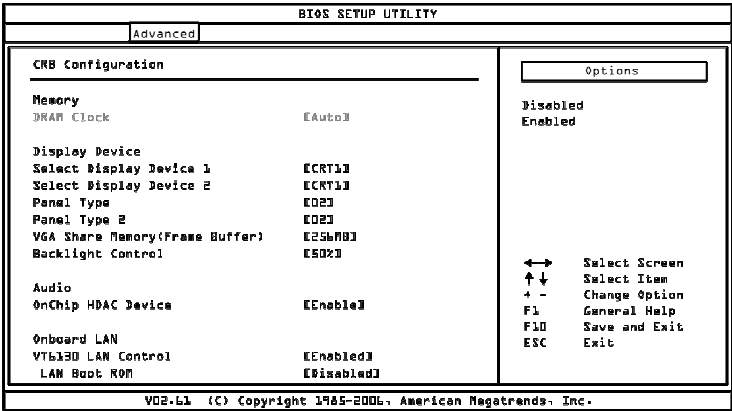 BIOS SETUP UTILITY
Advanced
CRB Configuration
Memory
DRAM Clock [Auto]
Display Device
Select Display Device 1 [CRT1]
Select Display Device 2 [CRT1]
Panel Type [02]
Panel Type 2 [02]
VGA Share Memory(Frame Buffer) [256MB]
Backlight Control [50%]
Audio
OnChip HDAC Device [Enable]
Onboard LAN
VT6130 LAN Control [Enabled]
LAN Boot ROM [Disabled]
Options
Disabled
Enabled
←→ Select Screen
↑↓ Select Item
+ - Change Option
F1 General Help
F10 Save and Exit
ESC Exit
V02.61 (C) Copyright 1985-2006, American Megatrends, Inc.